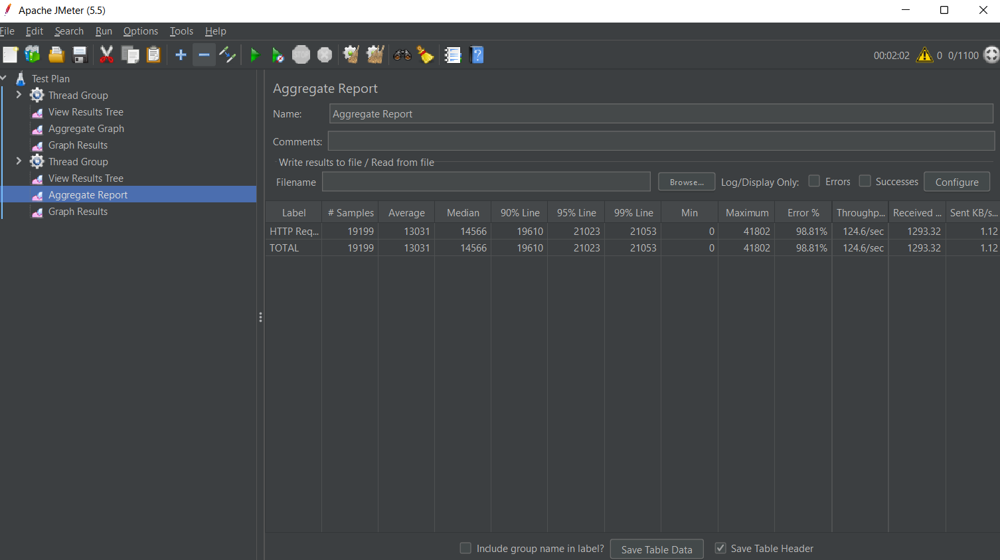 Apache JMeter (5.5)
File Edit Search Run Options Tools Help
STOP 00:02:02 0 0/1100
Test Plan
Thread Group
View Results Tree
Aggregate Graph
Graph Results
Thread Group
View Results Tree
Aggregate Report
Graph Results
Aggregate Report
Name: Aggregate Report
Comments:
Write results to file / Read from file
Filename Browse... Log/Display Only: Errors Successes Configure
Label # Samples Average Median 90% Line 95% Line 99% Line Min Maximum Error % Throughp... Received ... Sent KB/s...
HTTP Req... 19199 13031 14566 19610 21023 21053 0 41802 98.81% 124.6/sec 1293.32 1.12
TOTAL 19199 13031 14566 19610 21023 21053 0 41802 98.81% 124.6/sec 1293.32 1.12
Include group name in label? Save Table Data Save Table Header